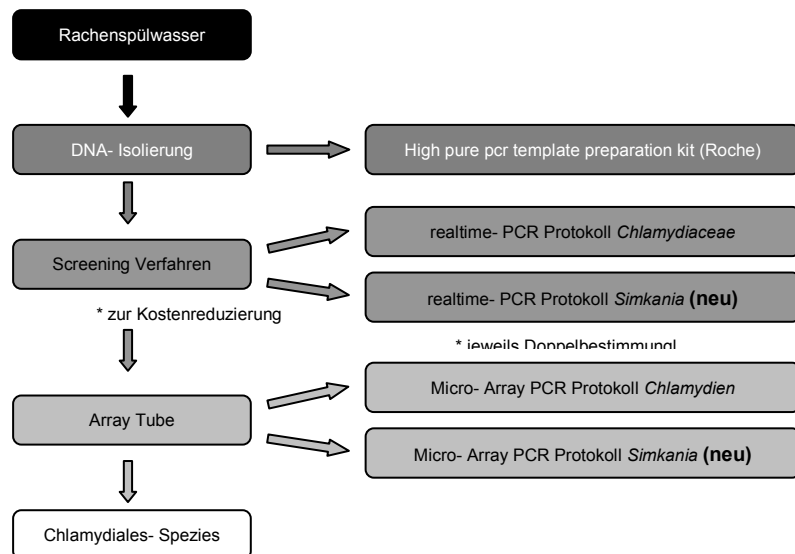 Rachenspülwasser
DNA- Isolierung
High pure pcr template preparation kit (Roche)
realtime- PCR Protokoll Chlamydiaceae
Screening Verfahren
realtime- PCR Protokoll Simkania (neu)
* zur Kostenreduzierung
* jeweils Doppelbestimmung!
Micro- Array PCR Protokoll Chlamydien
Array Tube
Micro- Array PCR Protokoll Simkania (neu)
Chlamydiales- Spezies